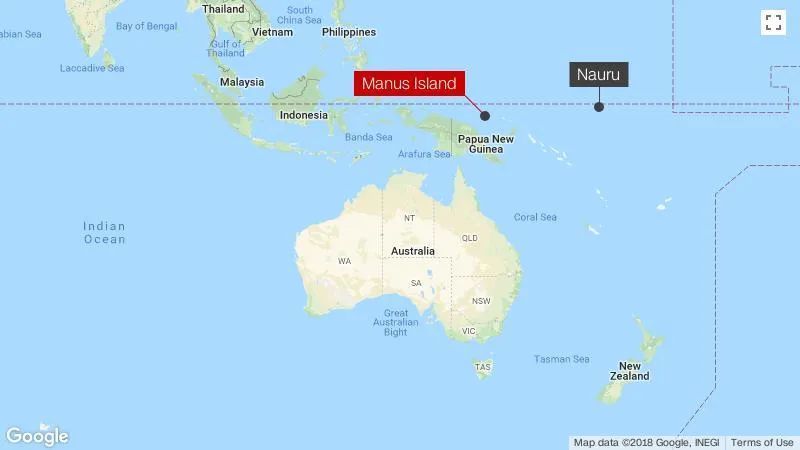 Thailand
South
China Sea
Bay of Bengal
Vietnam
Philippines
abian Sea
Gulf of
Thailand
Laccadive Sea
Malaysia
Manus Island
Nauru
Indonesia
Banda Sea
Papua New
Guinea
Arafura Sea
Indian
Ocean
NT
Coral Sea
QLD
WA
Australia
SA
NSW
Great
Australian
Bight
VIC
TAS
Tasman Sea
New
Zealand
Google
Map data ©2018 Google, INEGI
Terms of Use